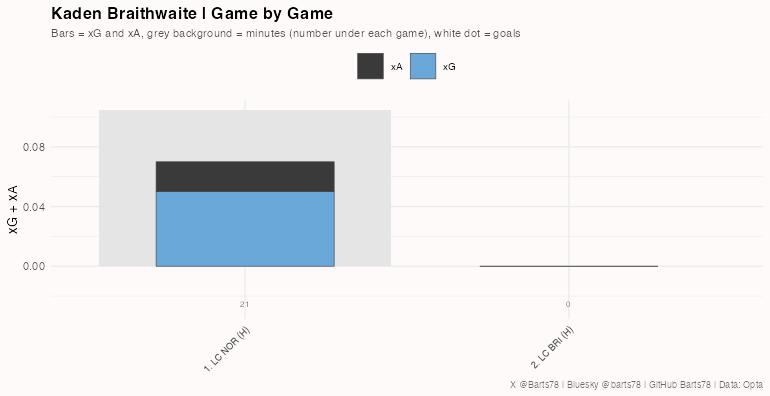 Kaden Braithwaite | Game by Game
Bars = xG and xA, grey background = minutes (number under each game), white dot = goals
xA xG
xG + xA
0.08
0.04
0.00
21 0
1. LC NOR (H) 2. LC BRI (H)
X @Barts78 | Bluesky @barts78 | GitHub Barts78 | Data: Opta